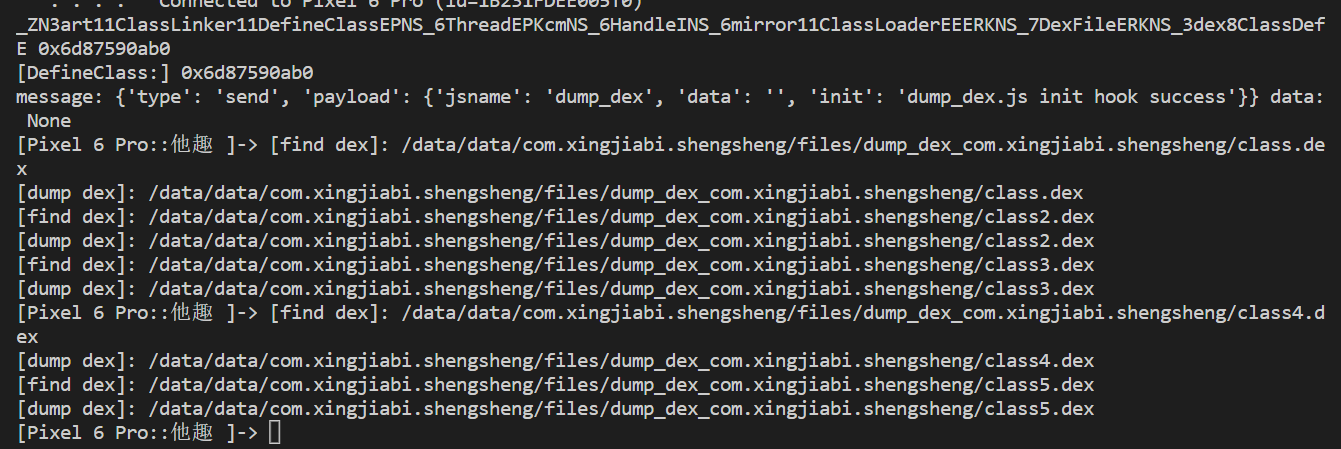 . . . . Connected to Pixel 6 Pro (id=1B231FDEE005T0)
_ZN3art11ClassLinker11DefineClassEPNS_6ThreadEPKcmNS_6HandleINS_6mirror11ClassLoaderEEERKNS_7DexFileERKNS_3dex8ClassDef
E 0x6d87590ab0
[DefineClass:] 0x6d87590ab0
message: {'type': 'send', 'payload': {'jsname': 'dump_dex', 'data': '', 'init': 'dump_dex.js init hook success'}} data:
None
[Pixel 6 Pro::他趣 ]-> [find dex]: /data/data/com.xingjiabi.shengsheng/files/dump_dex_com.xingjiabi.shengsheng/class.de
x
[dump dex]: /data/data/com.xingjiabi.shengsheng/files/dump_dex_com.xingjiabi.shengsheng/class.dex
[find dex]: /data/data/com.xingjiabi.shengsheng/files/dump_dex_com.xingjiabi.shengsheng/class2.dex
[dump dex]: /data/data/com.xingjiabi.shengsheng/files/dump_dex_com.xingjiabi.shengsheng/class2.dex
[find dex]: /data/data/com.xingjiabi.shengsheng/files/dump_dex_com.xingjiabi.shengsheng/class3.dex
[dump dex]: /data/data/com.xingjiabi.shengsheng/files/dump_dex_com.xingjiabi.shengsheng/class3.dex
[Pixel 6 Pro::他趣 ]-> [find dex]: /data/data/com.xingjiabi.shengsheng/files/dump_dex_com.xingjiabi.shengsheng/class4.d
ex
[dump dex]: /data/data/com.xingjiabi.shengsheng/files/dump_dex_com.xingjiabi.shengsheng/class4.dex
[find dex]: /data/data/com.xingjiabi.shengsheng/files/dump_dex_com.xingjiabi.shengsheng/class5.dex
[dump dex]: /data/data/com.xingjiabi.shengsheng/files/dump_dex_com.xingjiabi.shengsheng/class5.dex
[Pixel 6 Pro::他趣 ]->